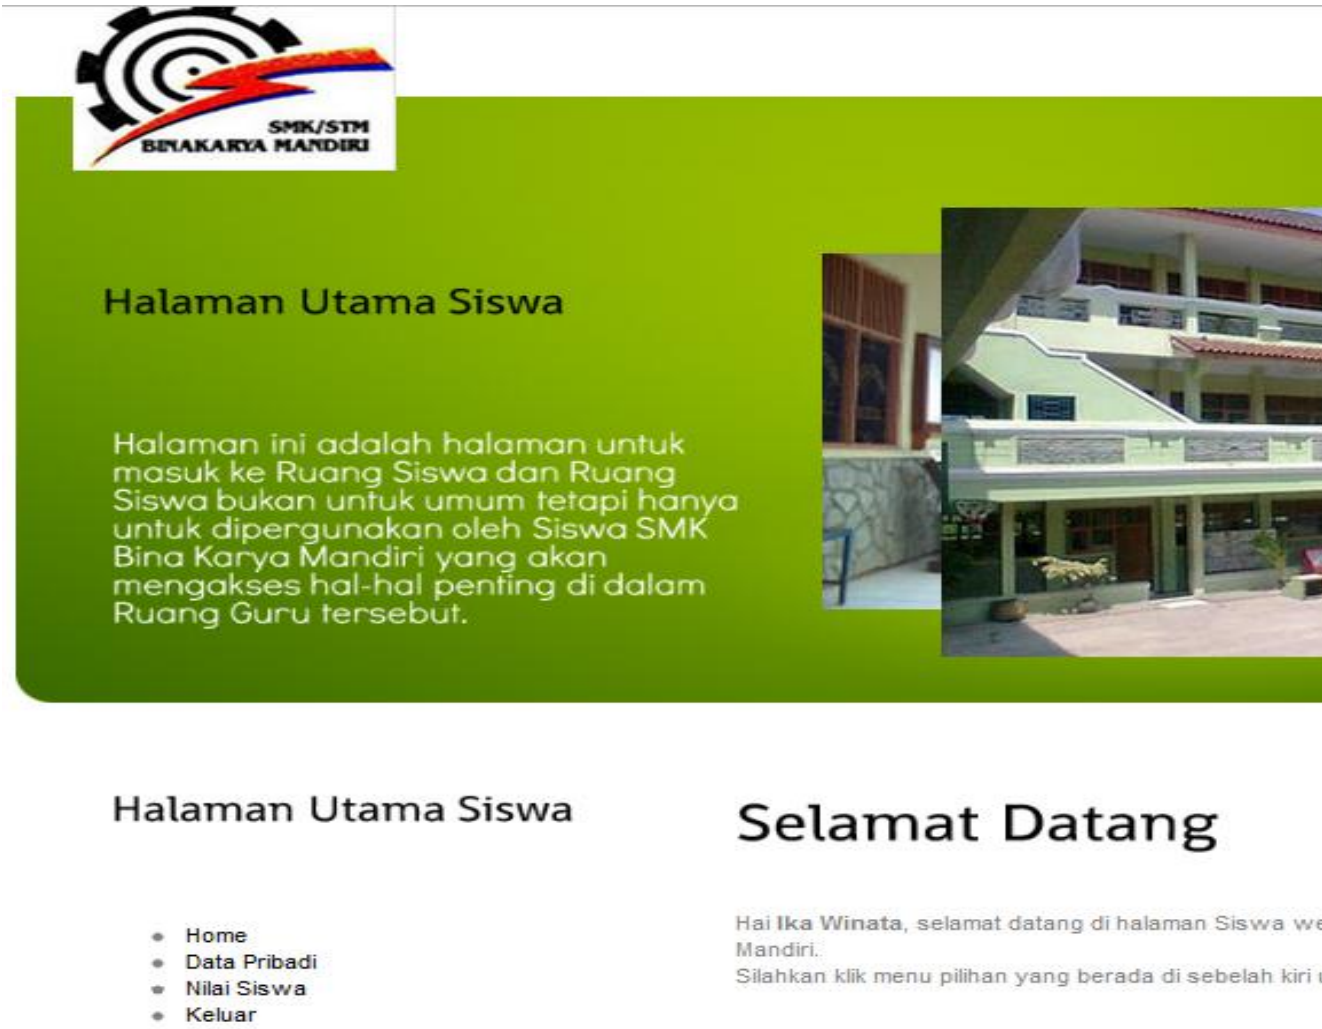 SMK/STM
BINAKARYA MANDIRI
Halaman Utama Siswa
Halaman ini adalah halaman untuk
masuk ke Ruang Siswa dan Ruang
Siswa bukan untuk umum tetapi hanya
untuk dipergunakan oleh Siswa SMK
Bina Karya Mandiri yang akan
mengakses hal-hal penting di dalam
Ruang Guru tersebut.
Halaman Utama Siswa
Home
Data Pribadi
Nilai Siswa
Keluar
Selamat Datang
Hai Ika Winata, selamat datang di halaman Siswa
Mandiri.
Silahkan klik menu pilihan yang berada di sebelah kiri